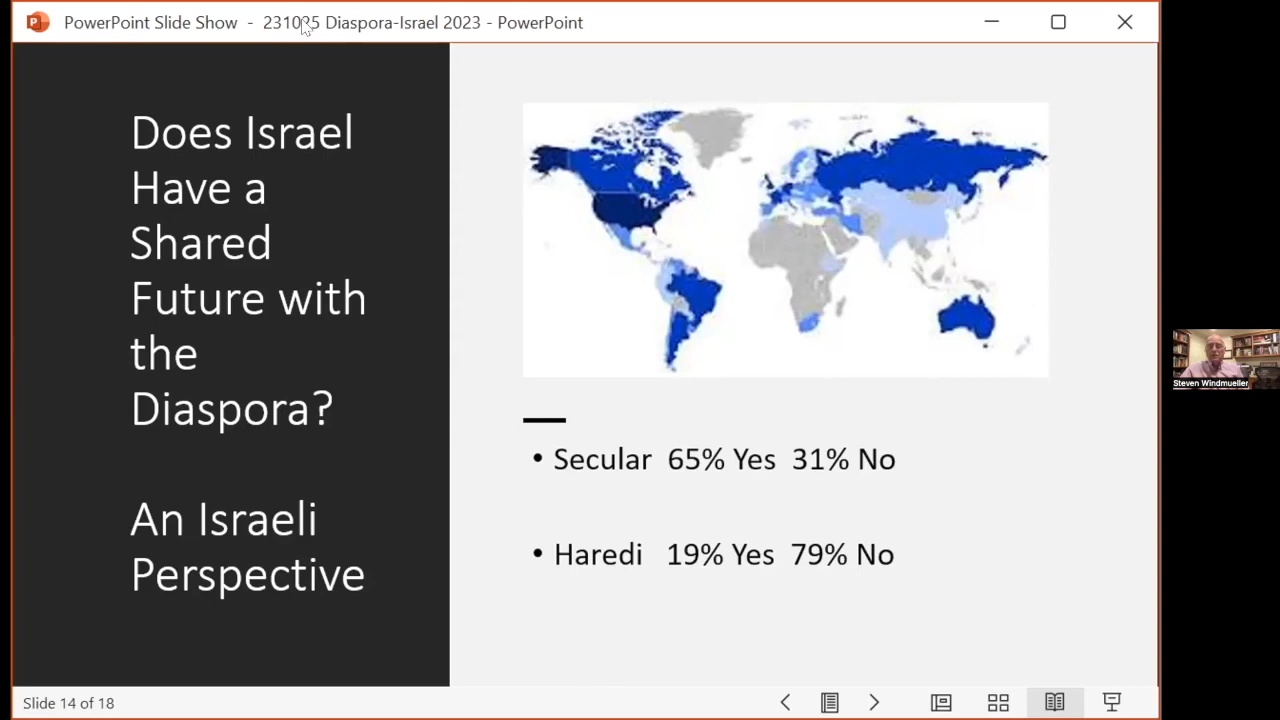 PowerPoint Slide Show - 231025 Diaspora-Israel 2023 - PowerPoint
Does Israel
Have a
Shared
Future with
the
Diaspora?
An Israeli
Perspective
• Secular 65% Yes 31% No
• Haredi 19% Yes 79% No
Steven Windmueller
Slide 14 of 18